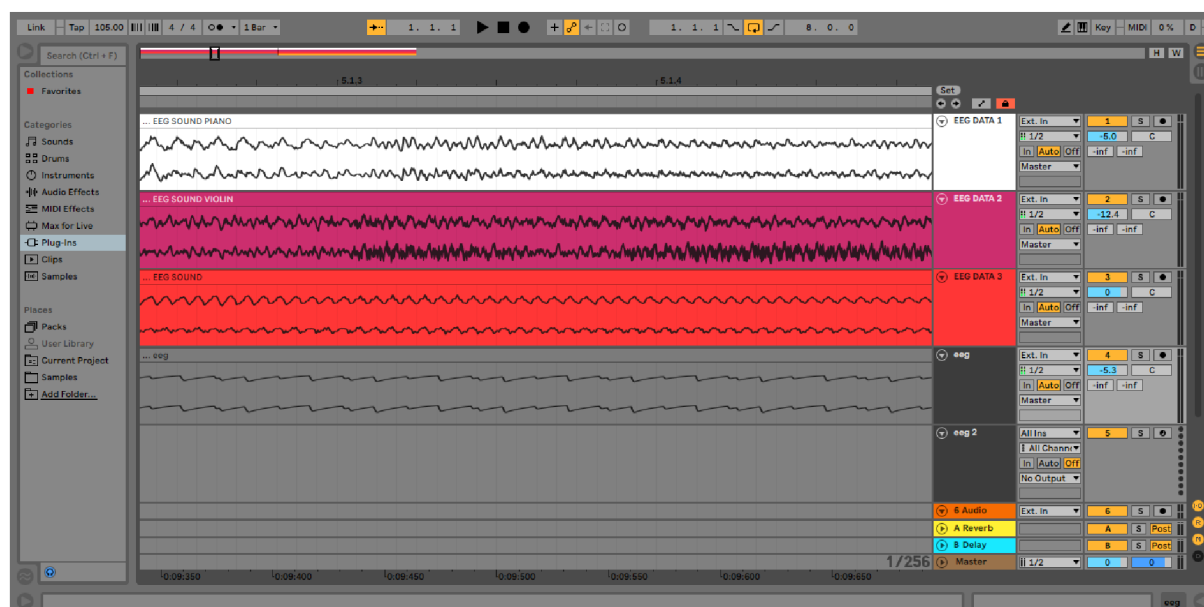 Link Tap 105.00 4 / 4 1 Bar 1. 1. 1 1. 1. 1 8. 0. 0 Key MIDI 0 % D
Search (Ctrl + F) H W
Collections
Favorites
Categories
Sounds
Drums
Instruments
Audio Effects
MIDI Effects
Max for Live
Plug-Ins
Clips
Samples
Places
Packs
User Library
Current Project
Samples
Add Folder...
5.1.3 5.1.4
Set
... EEG SOUND PIANO EEG DATA 1 Ext. In 1 S
1/2 -5.0 C
In Auto Off -inf -inf
Master
... EEG SOUND VIOLIN EEG DATA 2 Ext. In 2 S
1/2 -12.4 C
In Auto Off -inf -inf
Master
... EEG SOUND EEG DATA 3 Ext. In 3 S
1/2 0 C
In Auto Off -inf -inf
Master
... eeg eeg Ext. In 4 S
1/2 -5.3 C
In Auto Off -inf -inf
Master
eeg 2 All Ins 5 S
All Channe
In Auto Off
No Output
6 Audio Ext. In 6 S
A Reverb A S Post
B Delay B S Post
1/256 Master 1/2 0 0
0:09:350 0:09:400 0:09:450 0:09:500 0:09:550 0:09:600 0:09:650
eeg